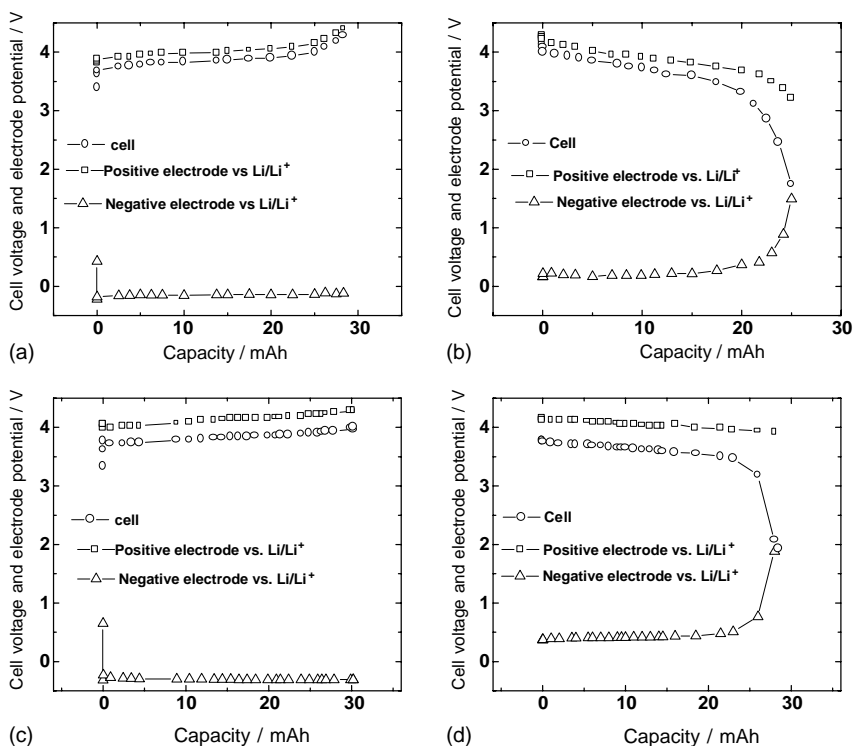 Cell voltage and electrode potential / V
4
3
2
1
0
cell
Positive electrode vs Li/Li+
Negative electrode vs Li/Li+
0 10 20 30
(a) Capacity / mAh
Cell voltage and electrode potential / V
4
3
2
1
0
Cell
Positive electrode vs. Li/Li+
Negative electrode vs. Li/Li+
0 10 20 30
(b) Capacity / mAh
Cell voltage and electrode potential / V
4
3
2
1
0
cell
Positive electrode vs. Li/Li+
Negative electrode vs. Li/Li+
0 10 20 30
(c) Capacity / mAh
Cell voltage and electrode potential / V
4
3
2
1
0
Cell
Positive electrode vs. Li/Li+
Negative electrode vs. Li/Li+
0 10 20 30
(d) Capacity / mAh